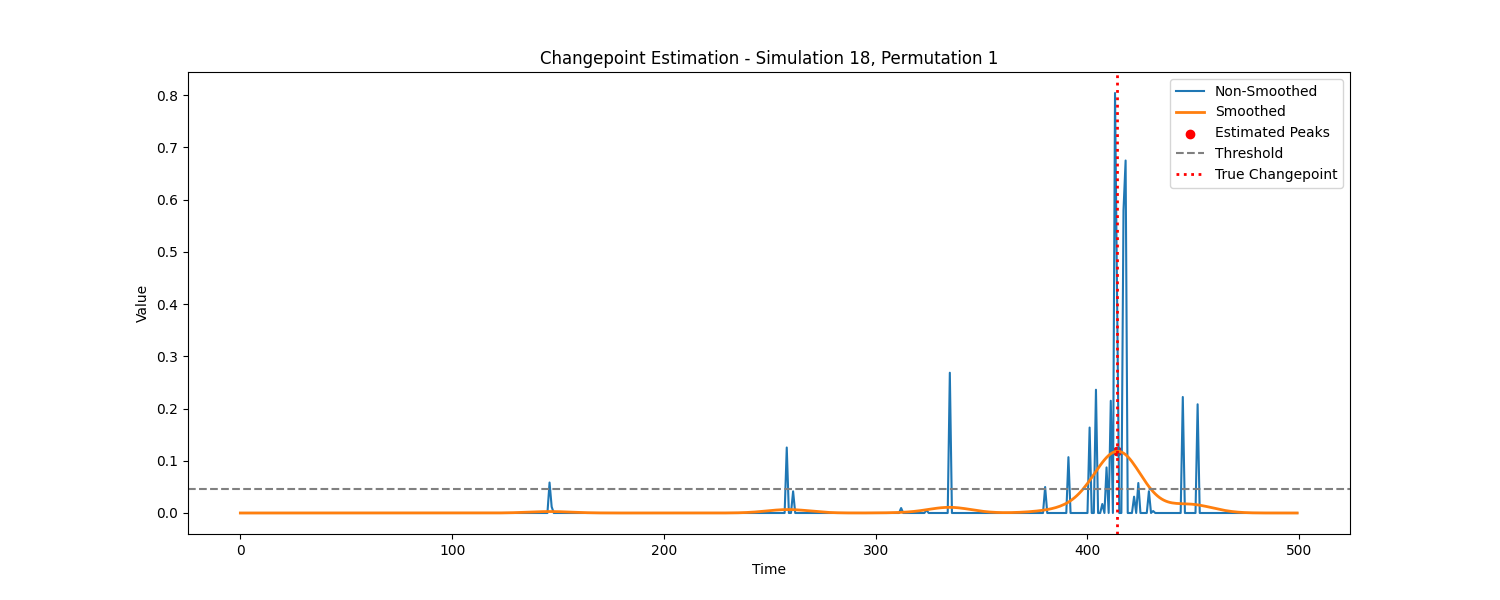 Changepoint Estimation - Simulation 18, Permutation 1
Non-Smoothed
Smoothed
Estimated Peaks
Threshold
True Changepoint
Value
0.8
0.7
0.6
0.5
0.4
0.3
0.2
0.1
0.0
0 100 200 300 400 500
Time